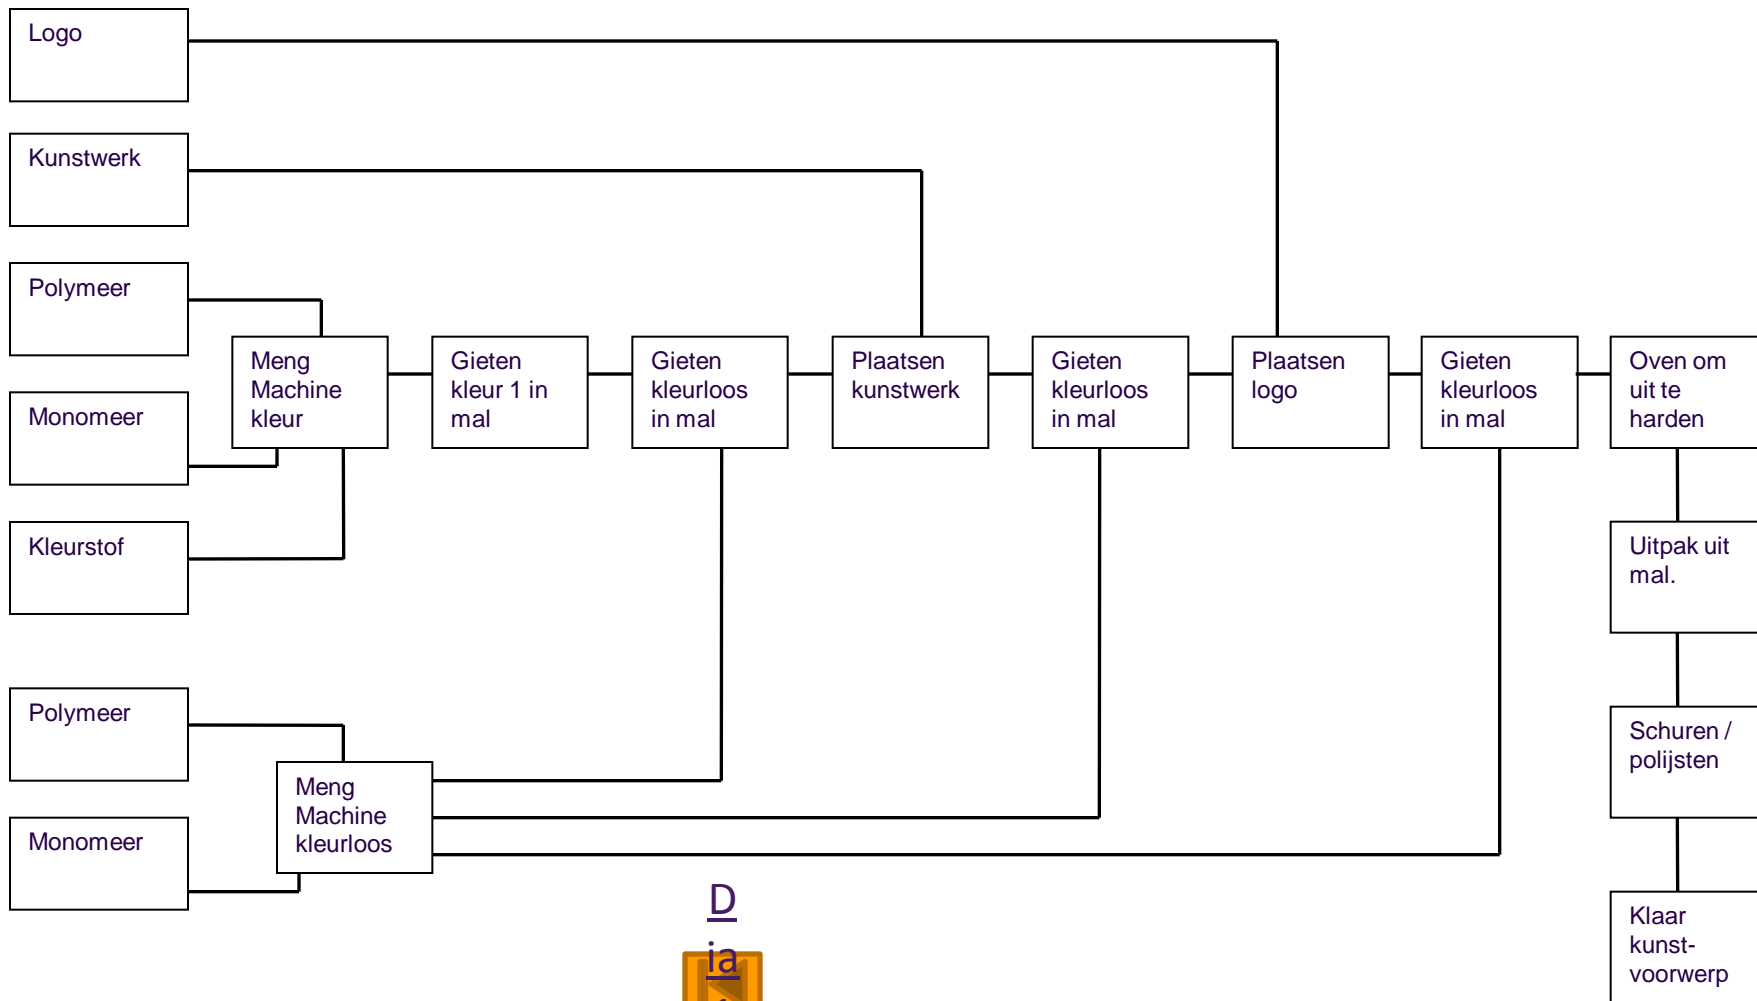 Logo
Kunstwerk
Polymeer
Monomeer
Kleurstof
Polymeer
Monomeer
Meng
Machine
kleur
Gieten
kleur 1 in
mal
Gieten
kleurloos
in mal
Plaatsen
kunstwerk
Gieten
kleurloos
in mal
Plaatsen
logo
Gieten
kleurloos
in mal
Oven om
uit te
harden
Uitpak uit
mal.
Schuren /
polijsten
Klaar
kunst-
voorwerp
Meng
Machine
kleurloos
D
ia